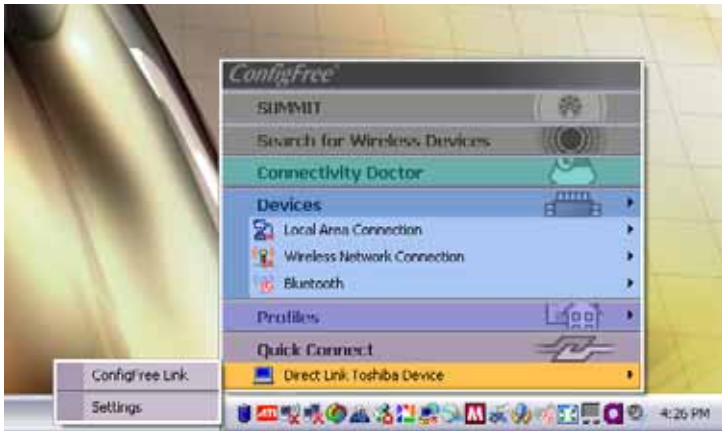 ConfigFree
SUMMIT
Search for Wireless Devices
Connectivity Doctor
Devices
Local Area Connection
Wireless Network Connection
Bluetooth
Profiles
Quick Connect
Direct Link Toshiba Device
ConfigFree Link
Settings
ATI
M
4:26 PM